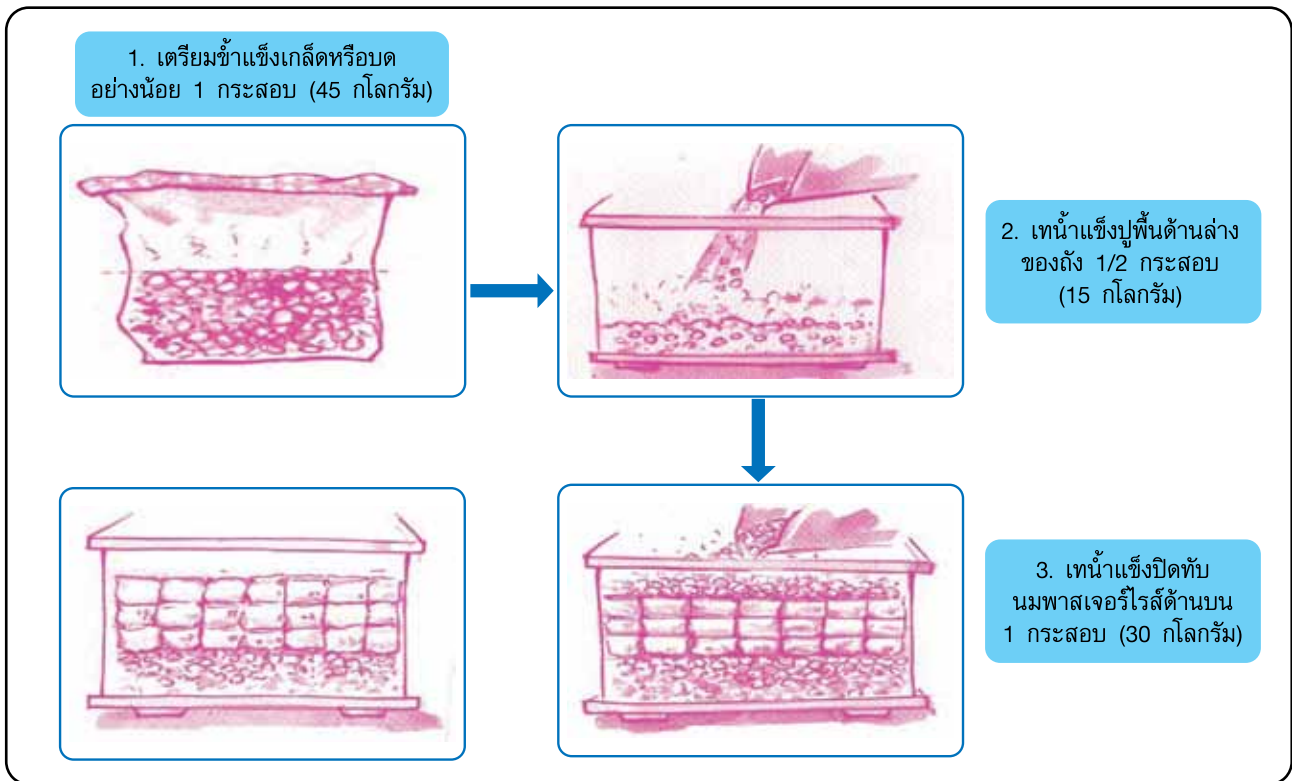 1. เตรียมข้ำแข็งเกล็ดหรือบด
อย่างน้อย 1 กระสอบ (45 กโลกรัม)
2. เทน้ำแข็งปูพื้นด้านล่าง
ของถัง 1/2 กระสอบ
(15 กโลกรัม)
3. เทน้ำแข็งปิดทับ
นมพาสเจอร์ไรส์ด้านบน
1 กระสอบ (30 กโลกรัม)